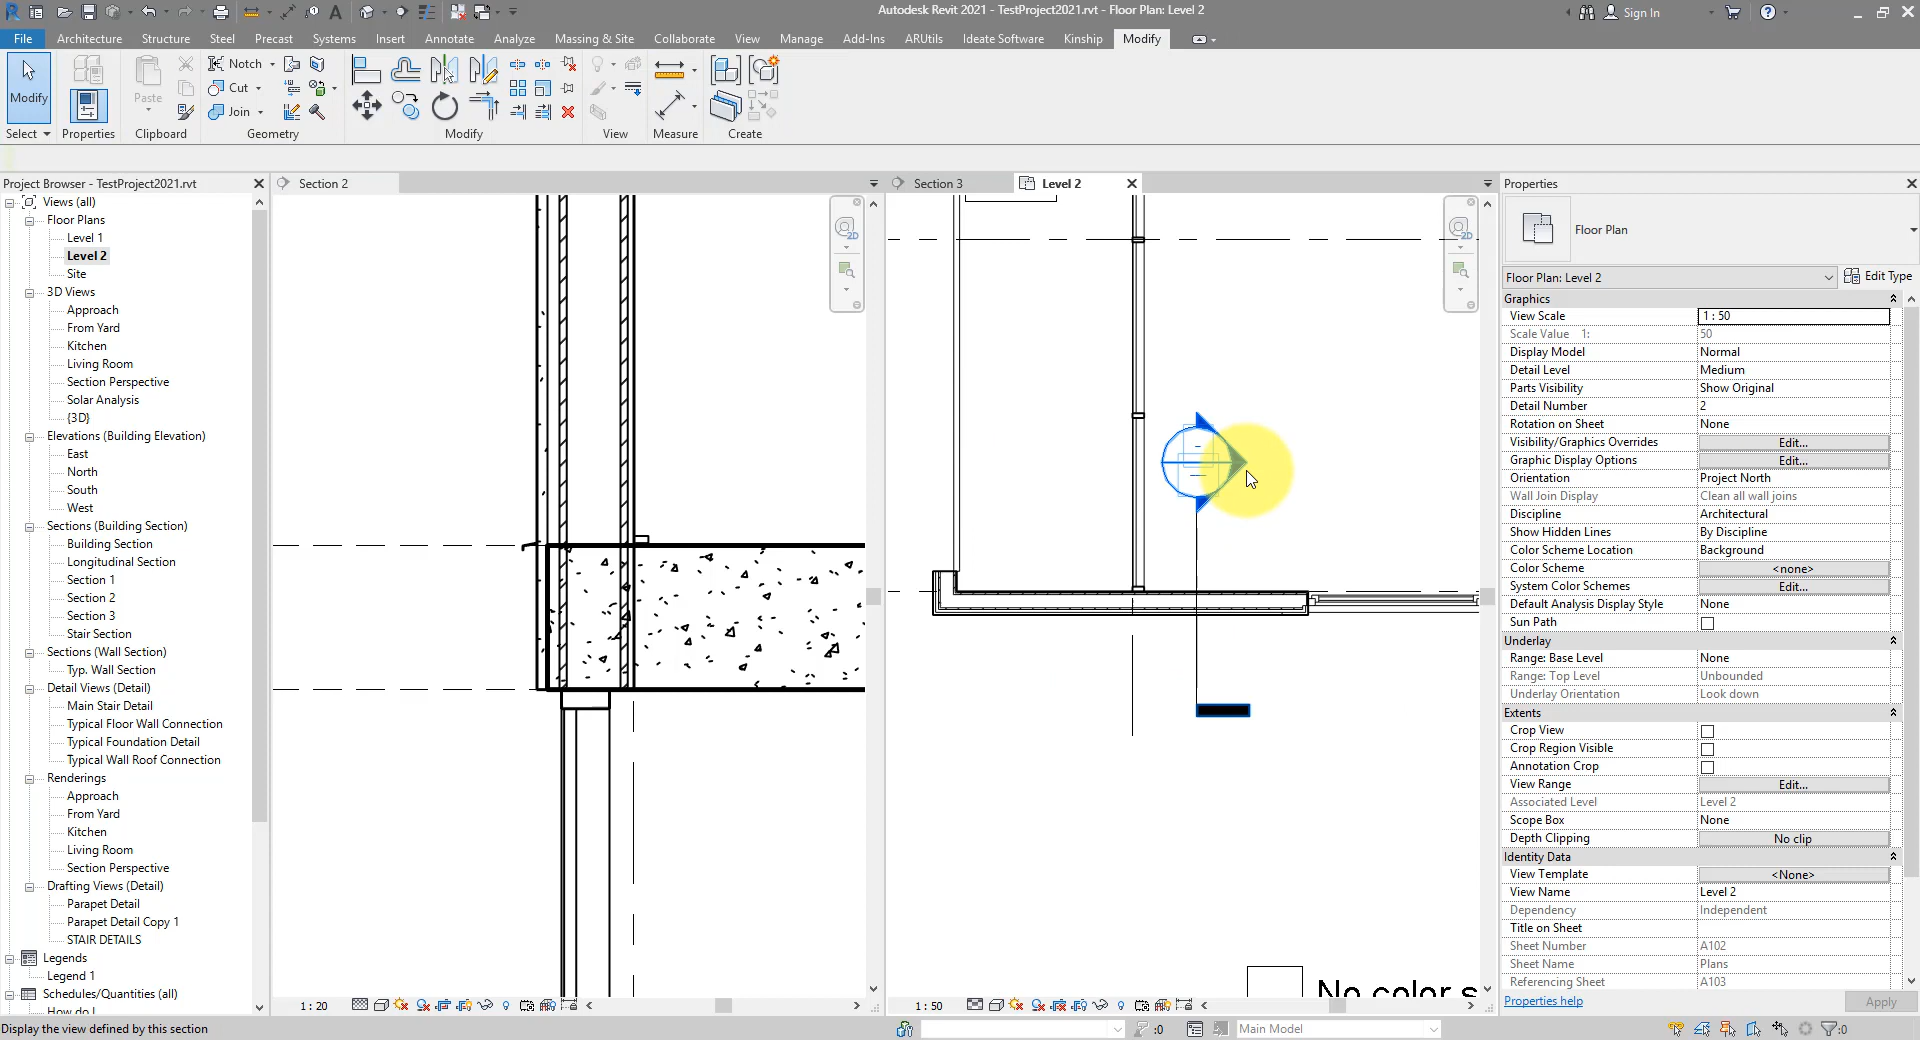 Autodesk Revit 2021 - TestProject2021.rvt - Floor Plan: Level 2
Sign In
File Architecture Structure Steel Precast Systems Insert Annotate Analyze Massing & Site Collaborate View Manage Add-Ins ARUtils Ideate Software Kinship Modify
Modify
Paste
Notch
Cut
Join
Select Properties Clipboard Geometry Modify View Measure Create
Project Browser - TestProject2021.rvt
Views (all)
Floor Plans
Level 1
Level 2
Site
3D Views
Approach
From Yard
Kitchen
Living Room
Section Perspective
Solar Analysis
{3D}
Elevations (Building Elevation)
East
North
South
West
Sections (Building Section)
Building Section
Longitudinal Section
Section 1
Section 2
Section 3
Stair Section
Sections (Wall Section)
Typ. Wall Section
Detail Views (Detail)
Main Stair Detail
Typical Floor Wall Connection
Typical Foundation Detail
Typical Wall Roof Connection
Renderings
Approach
From Yard
Kitchen
Living Room
Section Perspective
Drafting Views (Detail)
Parapet Detail
Parapet Detail Copy 1
STAIR DETAILS
Legends
Legend 1
Schedules/Quantities (all)
How do I
Display the view defined by this section
Section 2
2D
1 : 20
Section 3
Level 2
2D
No color s
1 : 50
:0
Main Model
:0
Properties
Floor Plan
Floor Plan: Level 2
Edit Type
Graphics
View Scale 1 : 50
Scale Value 1: 50
Display Model Normal
Detail Level Medium
Parts Visibility Show Original
Detail Number 2
Rotation on Sheet None
Visibility/Graphics Overrides Edit...
Graphic Display Options Edit...
Orientation Project North
Wall Join Display Clean all wall joins
Discipline Architectural
Show Hidden Lines By Discipline
Color Scheme Location Background
Color Scheme <none>
System Color Schemes Edit...
Default Analysis Display Style None
Sun Path
Underlay
Range: Base Level None
Range: Top Level Unbounded
Underlay Orientation Look down
Extents
Crop View
Crop Region Visible
Annotation Crop
View Range Edit...
Associated Level Level 2
Scope Box None
Depth Clipping No clip
Identity Data
View Template <None>
View Name Level 2
Dependency Independent
Title on Sheet
Sheet Number A102
Sheet Name Plans
Referencing Sheet A103
Properties help
Apply